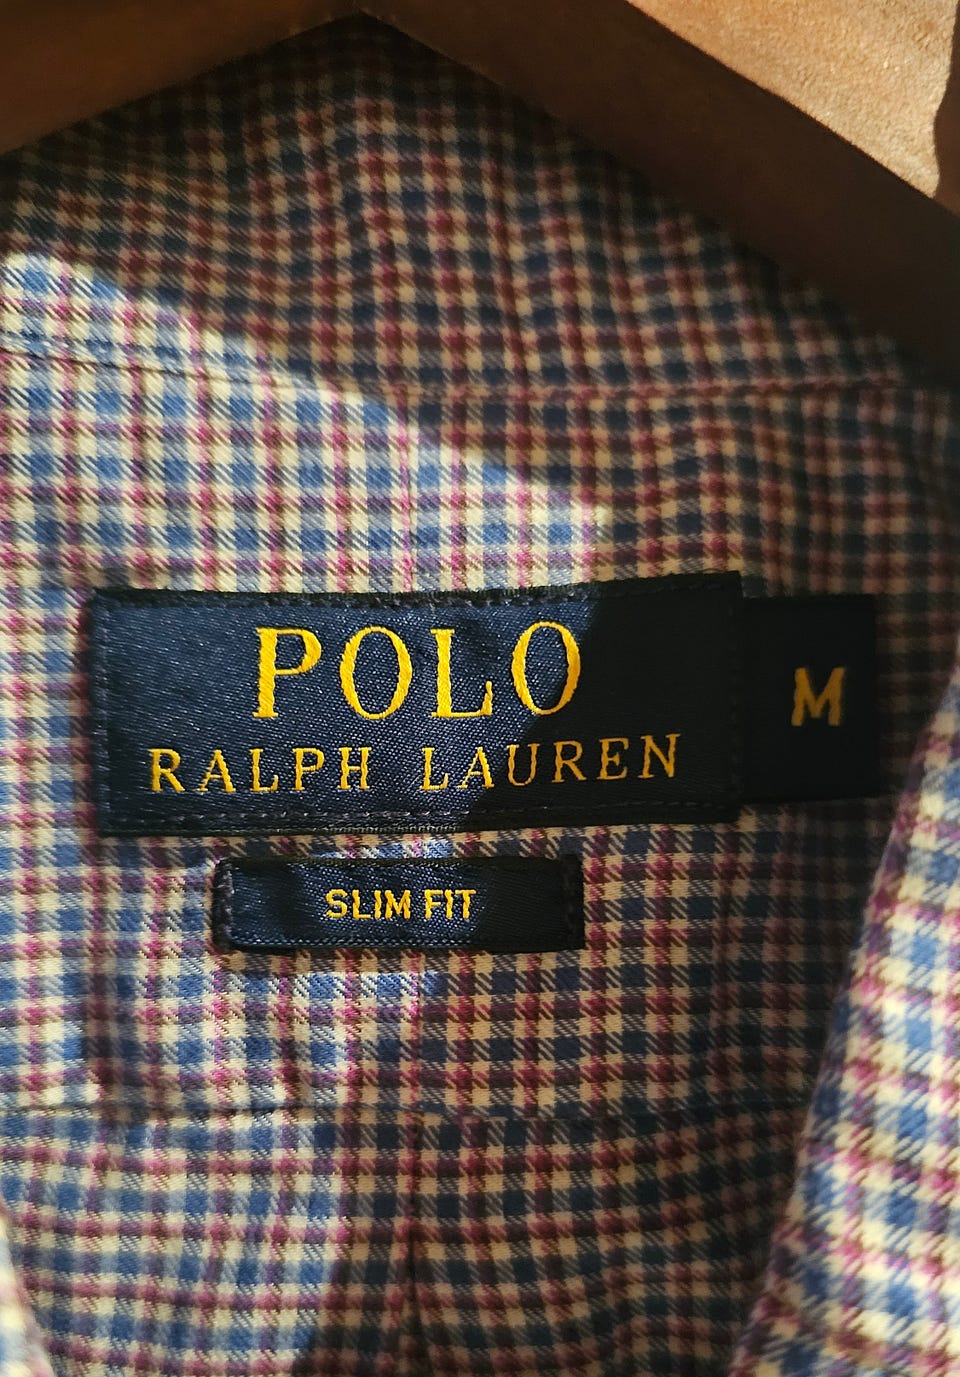 POLO
RALPH LAUREN
M
SLIM FIT